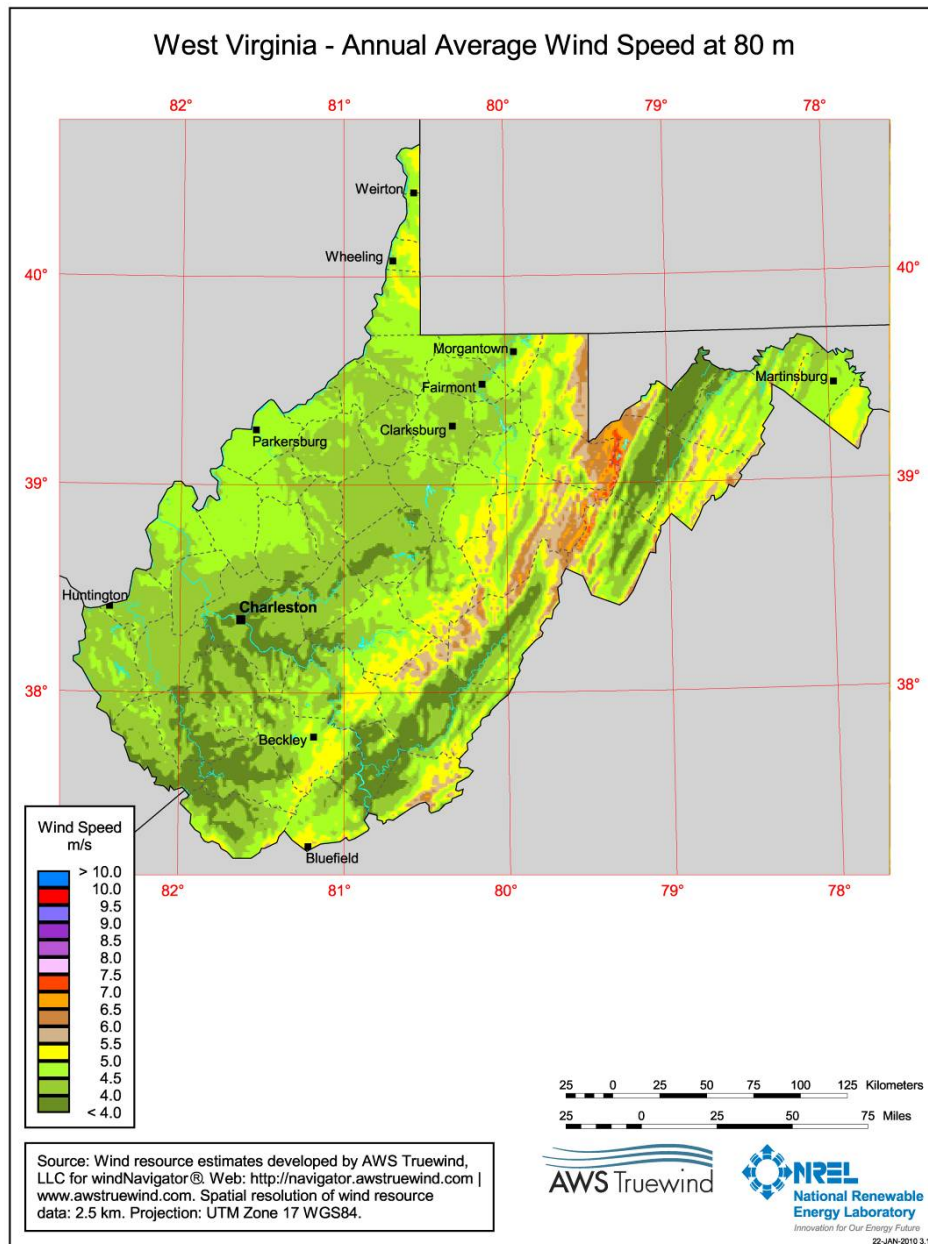 West Virginia - Annual Average Wind Speed at 80 m
82° 81° 80° 79° 78°
Weirton
Wheeling
40° 40°
Morgantown
Fairmont
Martinsburg
Clarksburg
Parkersburg
39° 39°
Huntington
Charleston
38° 38°
Beckley
Bluefield
82° 81° 80° 79° 78°
Wind Speed
m/s
> 10.0
10.0
9.5
9.0
8.5
8.0
7.5
7.0
6.5
6.0
5.5
5.0
4.5
4.0
< 4.0
25 0 25 50 75 100 125 Kilometers
25 0 25 50 75 Miles
Source: Wind resource estimates developed by AWS Truewind,
LLC for windNavigator®. Web: http://navigator.awstruewind.com |
www.awstruewind.com. Spatial resolution of wind resource
data: 2.5 km. Projection: UTM Zone 17 WGS84.
AWS Truewind
NREL
National Renewable
Energy Laboratory
Innovation for Our Energy Future
22-JAN-2010 3.1